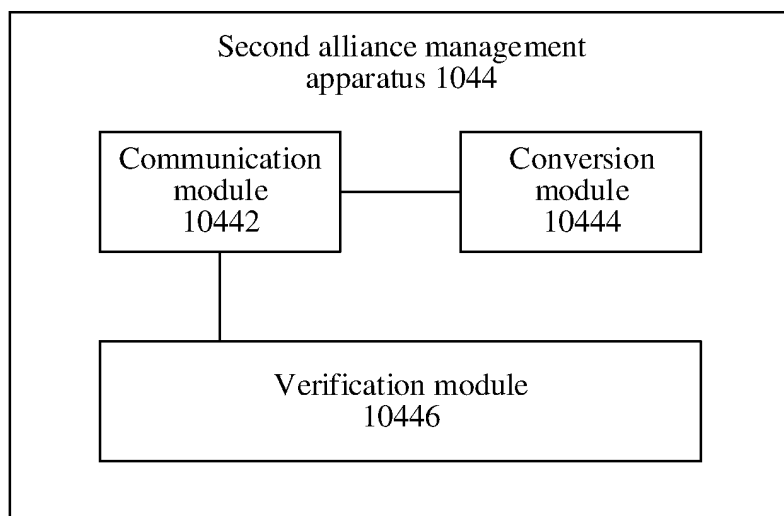 Second alliance management
apparatus 1044
Communication
module
10442
Conversion
module
10444
Verification module
10446